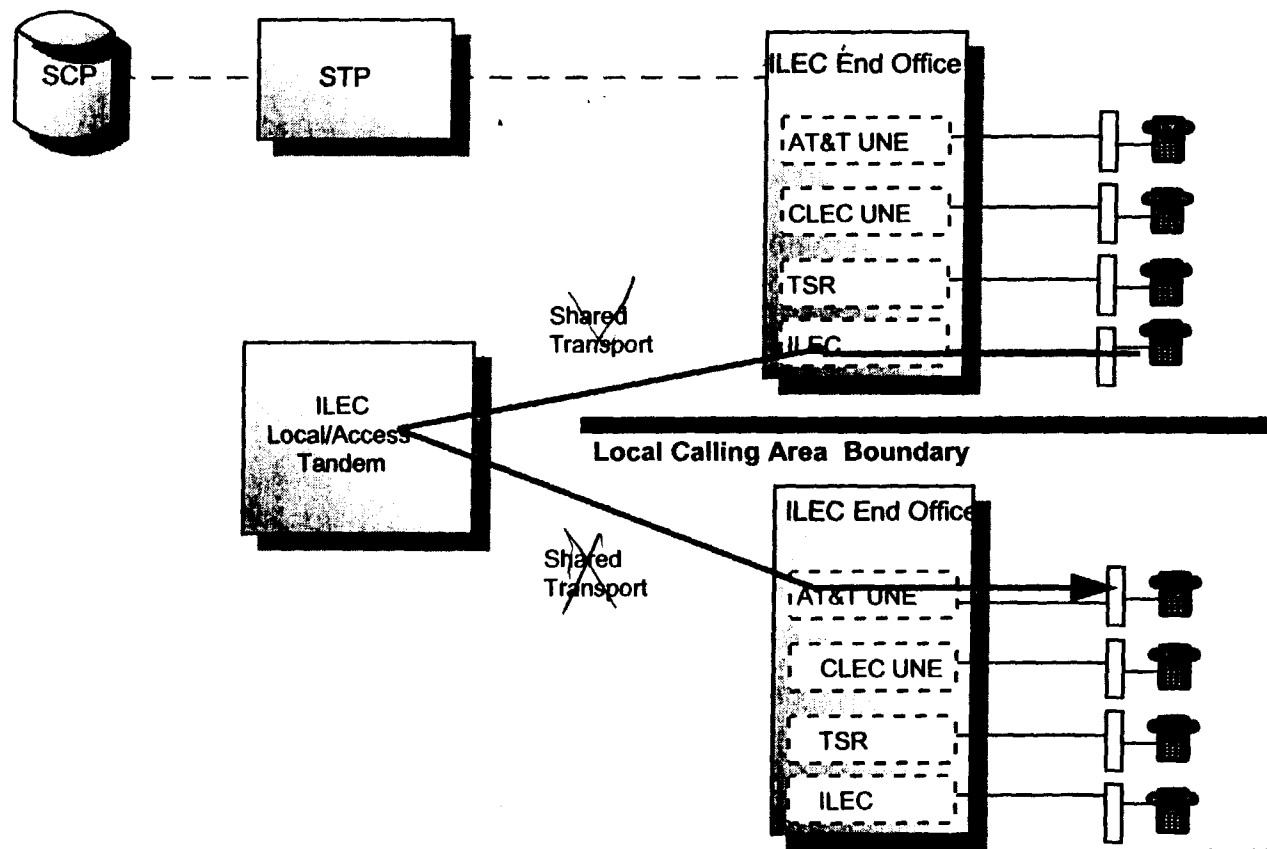 SCP
STP
ILEC End Office
AT&T UNE
CLEC UNE
TSR
ILEC
Shared
Transport
ILEC
Local/Access
Tandem
Local Calling Area Boundary
Shared
Transport
ILEC End Office
AT&T UNE
CLEC UNE
TSR
ILEC